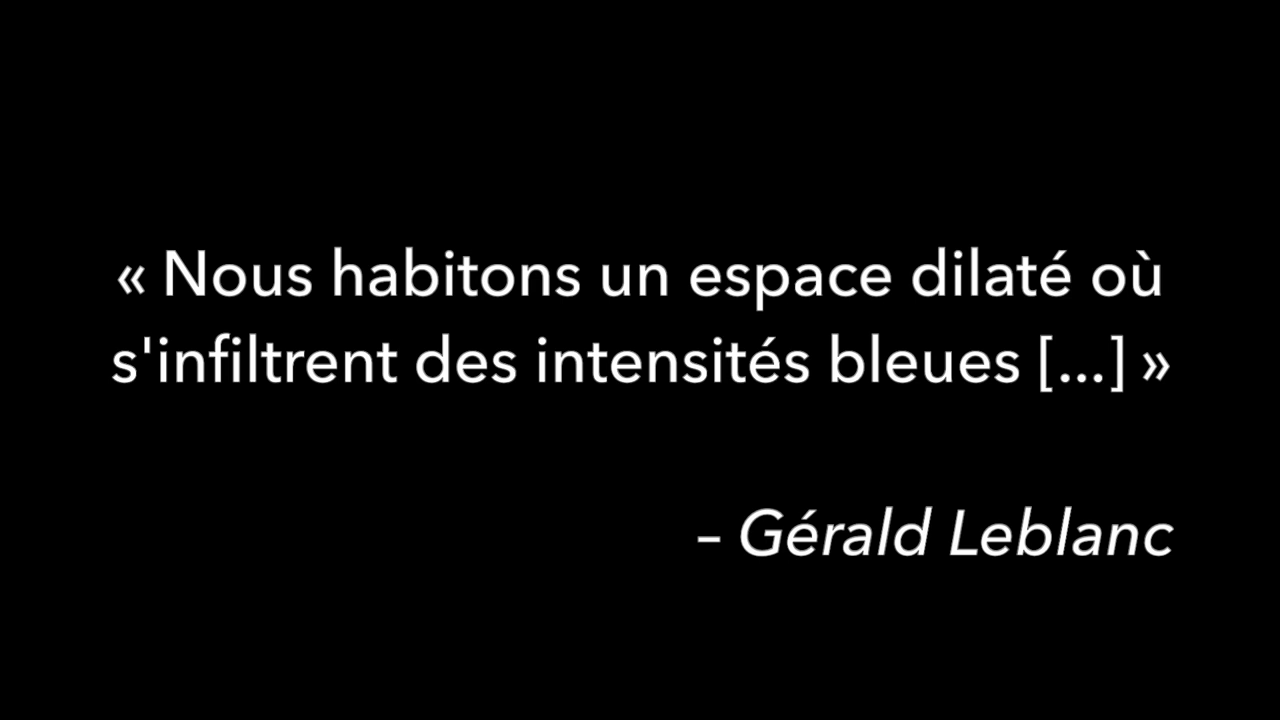 « Nous habitons un espace dilaté où
s'infiltrent des intensités bleues [...] »
– Gérald Leblanc